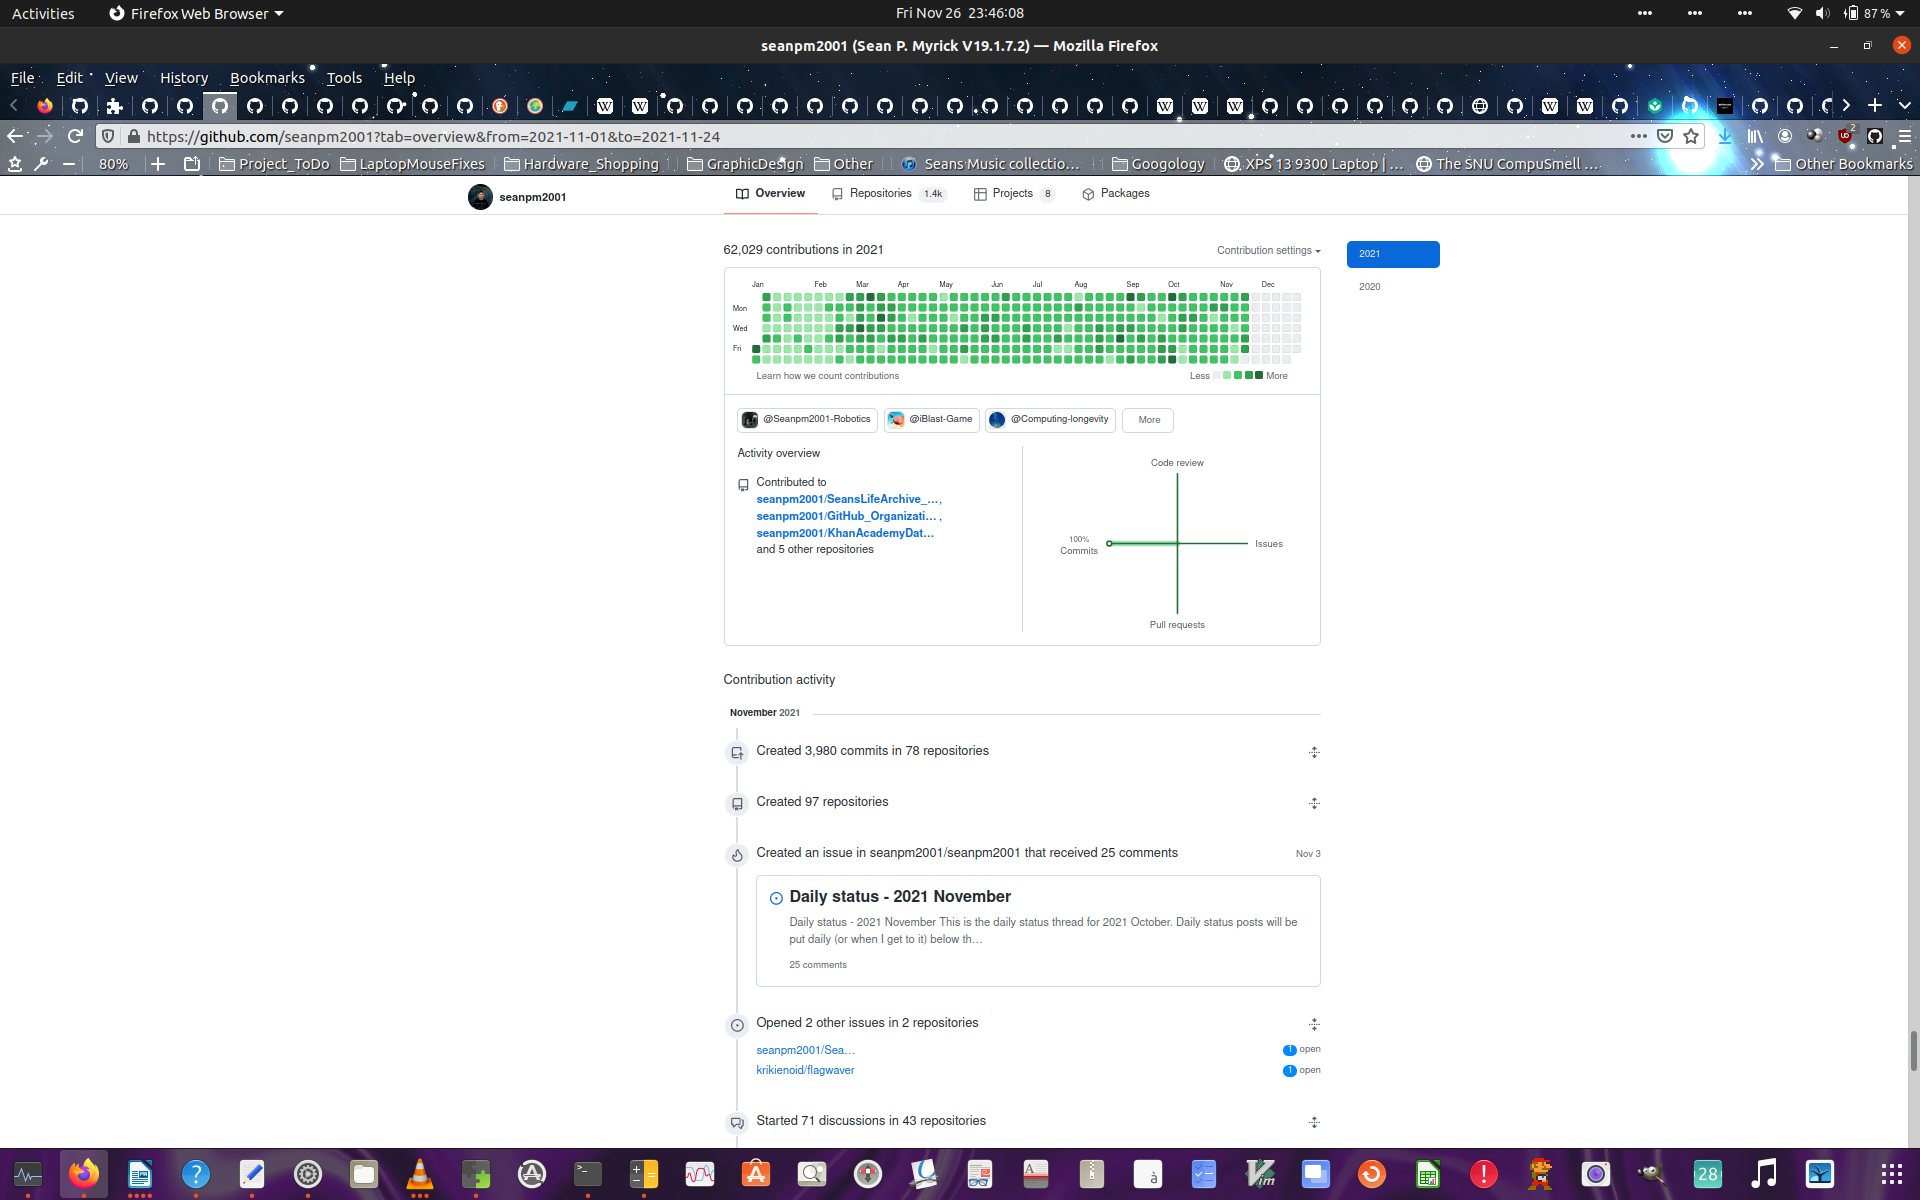 Activities
Firefox Web Browser
Fri Nov 26 23:46:08
87 %
seanpm2001 (Sean P. Myrick V19.1.7.2) — Mozilla Firefox
File Edit View History Bookmarks Tools Help
https://github.com/seanpm2001?tab=overview&from=2021-11-01&to=2021-11-24
2
80%
Project_ToDo
LaptopMouseFixes
Hardware_Shopping
GraphicDesign
Other
Seans Music collectio…
Googology
XPS 13 9300 Laptop | …
The SNU CompuSmell …
Other Bookmarks
seanpm2001
Overview
Repositories 1.4k
Projects 8
Packages
62,029 contributions in 2021
Contribution settings
2021
2020
Jan Feb Mar Apr May Jun Jul Aug Sep Oct Nov Dec
Mon
Wed
Fri
Learn how we count contributions
Less More
@Seanpm2001-Robotics
@iBlast-Game
@Computing-longevity
More
Activity overview
Contributed to
seanpm2001/SeansLifeArchive_…,
seanpm2001/GitHub_Organizati… ,
seanpm2001/KhanAcademyDat…
and 5 other repositories
Code review
100%
Commits
Issues
Pull requests
Contribution activity
November 2021
Created 3,980 commits in 78 repositories
Created 97 repositories
Created an issue in seanpm2001/seanpm2001 that received 25 comments
Nov 3
Daily status - 2021 November
Daily status - 2021 November This is the daily status thread for 2021 October. Daily status posts will be
put daily (or when I get to it) below th…
25 comments
Opened 2 other issues in 2 repositories
seanpm2001/Sea…
1 open
krikienoid/flagwaver
1 open
Started 71 discussions in 43 repositories
28